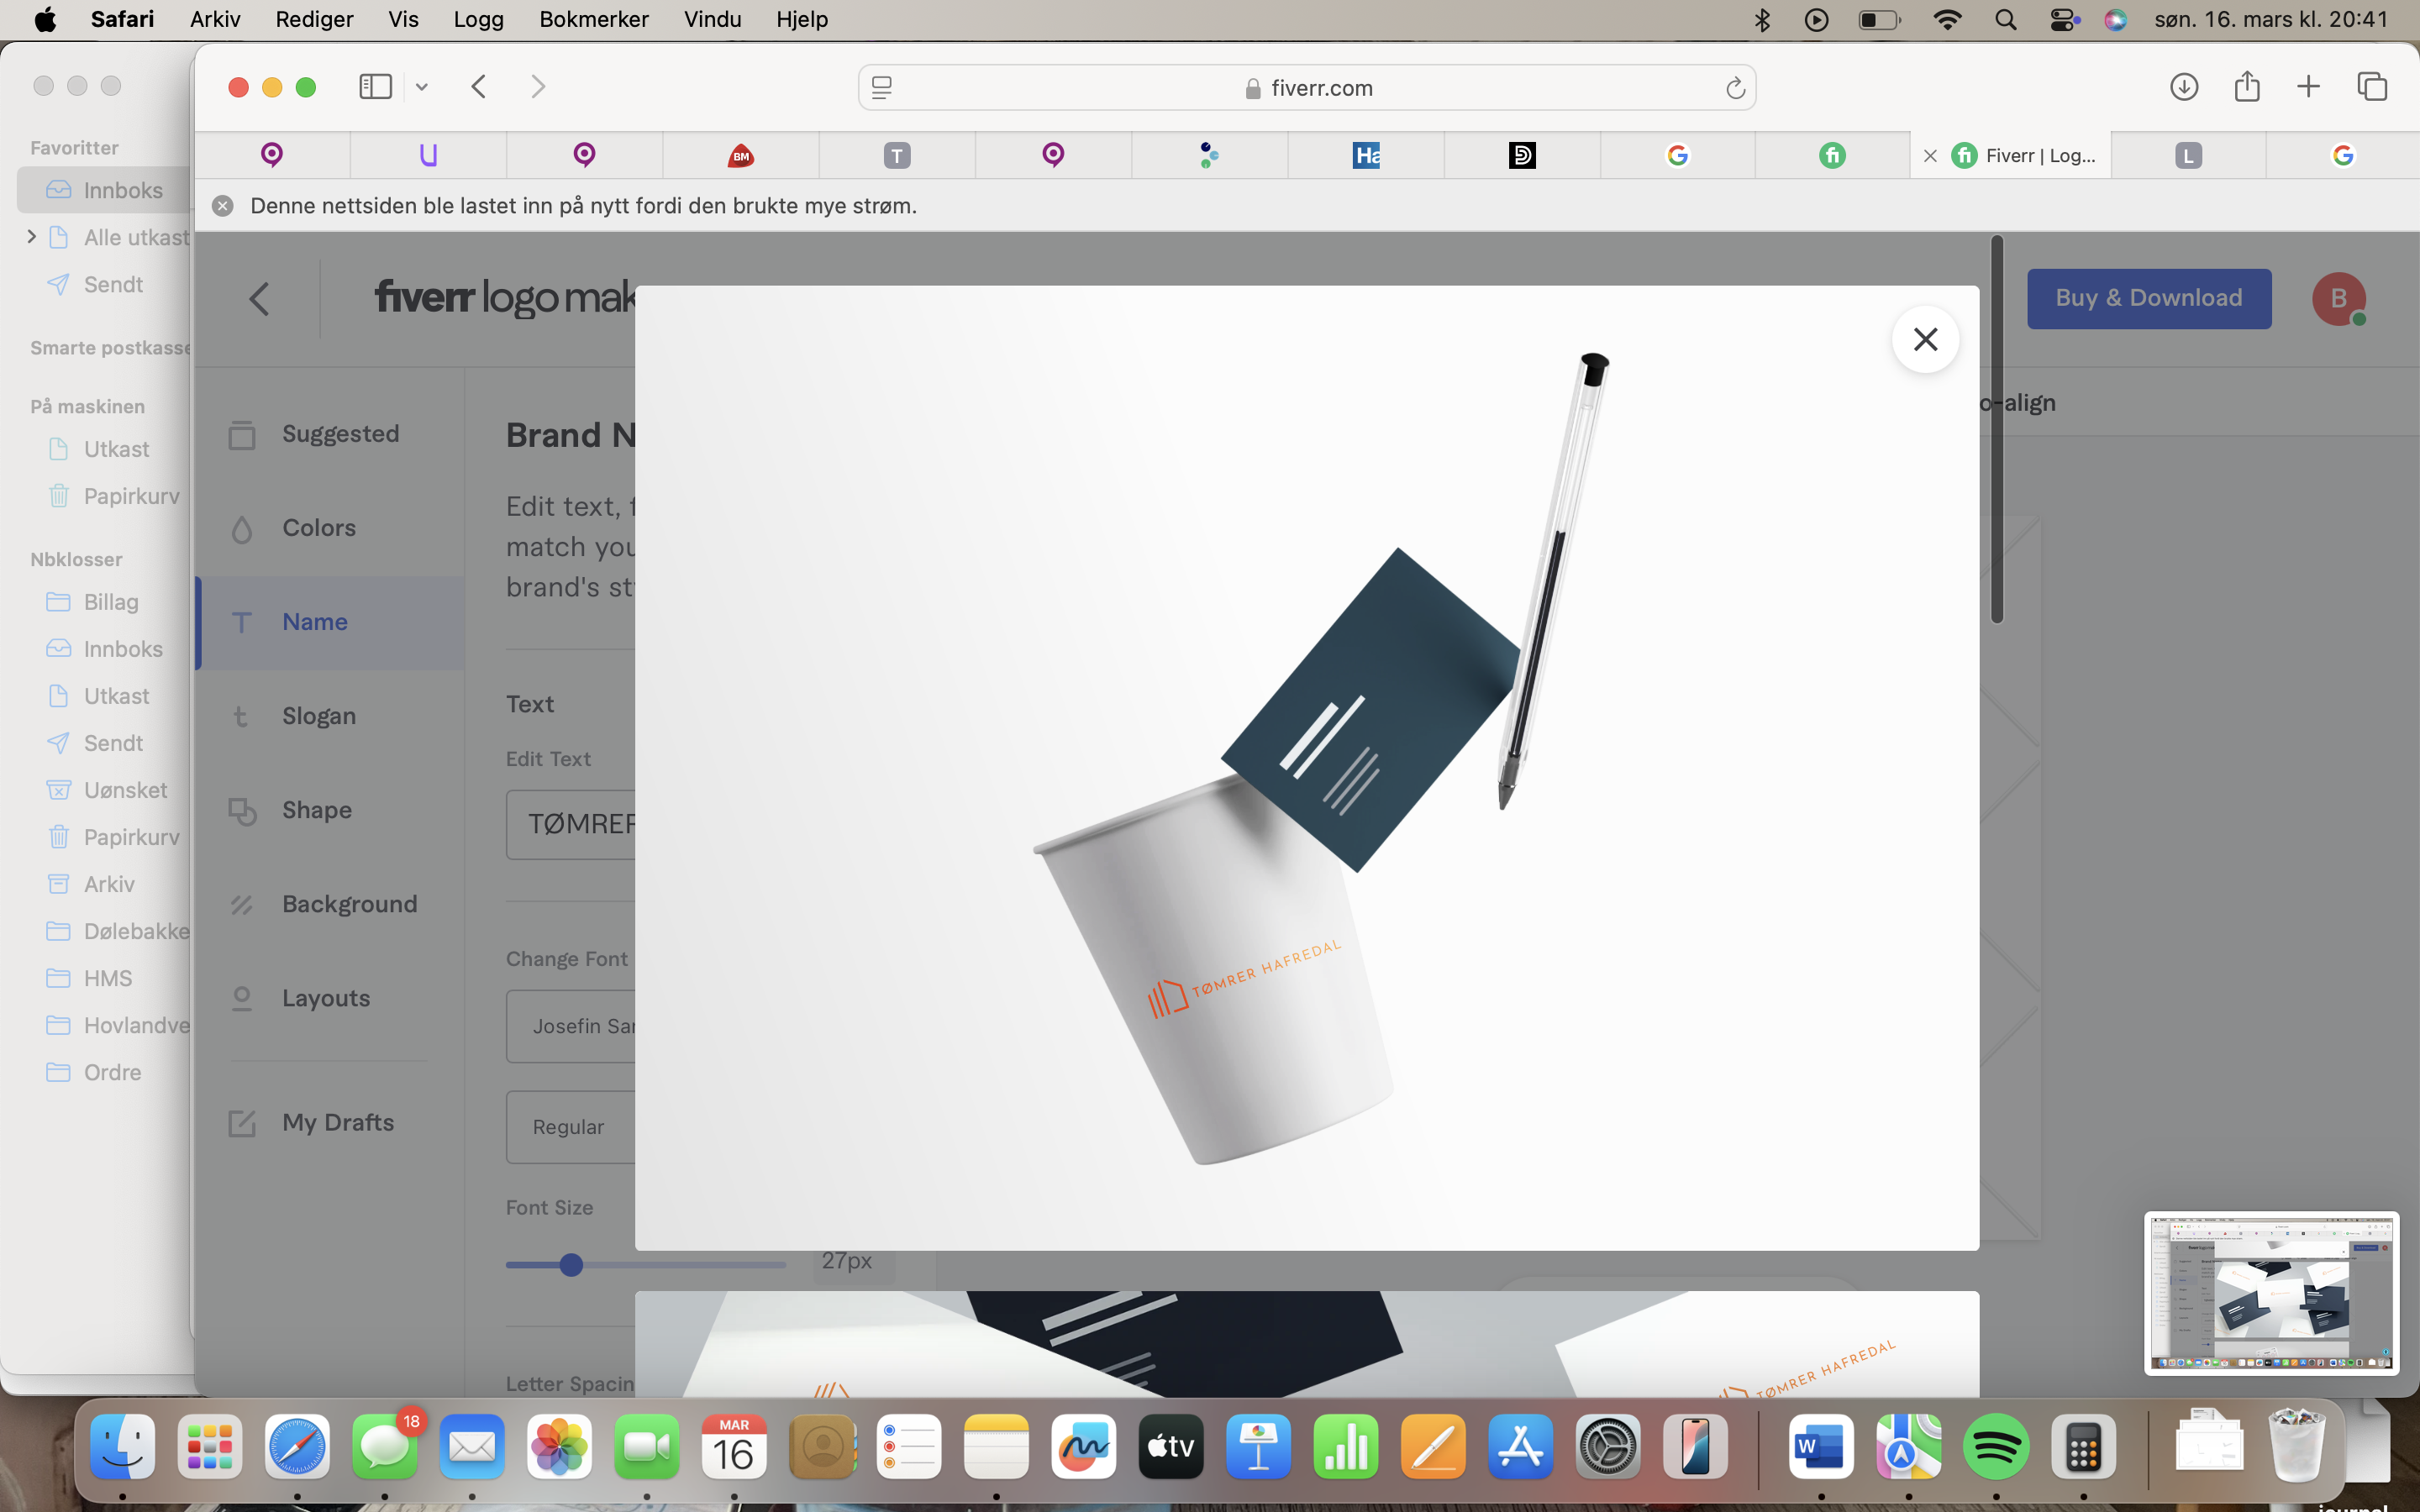 Safari Arkiv Rediger Vis Logg Bokmerker Vindu Hjelp søn. 16. mars kl. 20:41
fiverr.com
BM T Ha G fi Fiverr | Log... L G
Denne nettsiden ble lastet inn på nytt fordi den brukte mye strøm.
Favoritter
Innboks
Alle utkast
Sendt
Smarte postkasse
På maskinen
Utkast
Papirkurv
Nbklosser
Billag
Innboks
Utkast
Sendt
Uønsket
Papirkurv
Arkiv
Dølebakke
HMS
Hovlandve
Ordre
fiverr logo mak
Buy & Download
B
o-align
Suggested
Colors
Name
Slogan
Shape
Background
Layouts
My Drafts
Brand N
Edit text, f
match you
brand's st
Text
Edit Text
TØMRER
Change Font
Josefin Sar
Regular
Font Size
27px
Letter Spacin
TØMRER HAFREDAL
TØMRER HAFREDAL
18
MAR
16
tv
W
journal